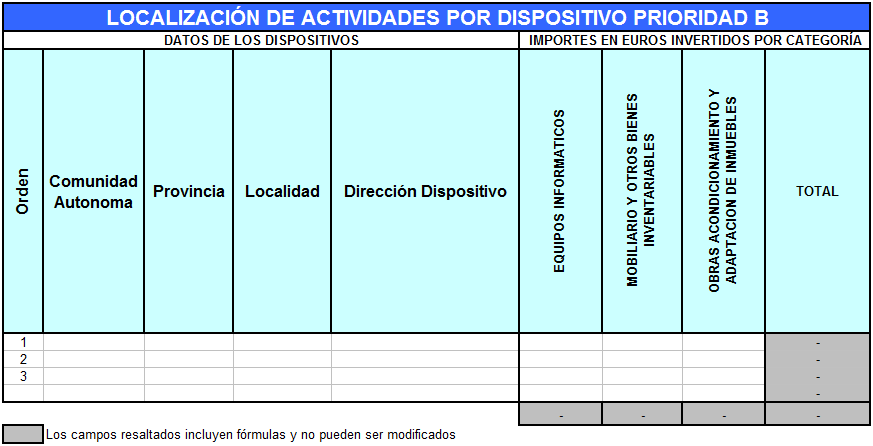 LOCALIZACIÓN DE ACTIVIDADES POR DISPOSITIVO PRIORIDAD B
DATOS DE LOS DISPOSITIVOS
IMPORTES EN EUROS INVERTIDOS POR CATEGORÍA
Orden
Comunidad
Autonoma
Provincia
Localidad
Dirección Dispositivo
EQUIPOS INFORMATICOS
MOBILIARIO Y OTROS BIENES
INVENTARIABLES
OBRAS ACONDICIONAMIENTO Y
ADAPTACION DE INMUEBLES
TOTAL
1 -
2 -
3 -
-
- - - -
Los campos resaltados incluyen fórmulas y no pueden ser modificados